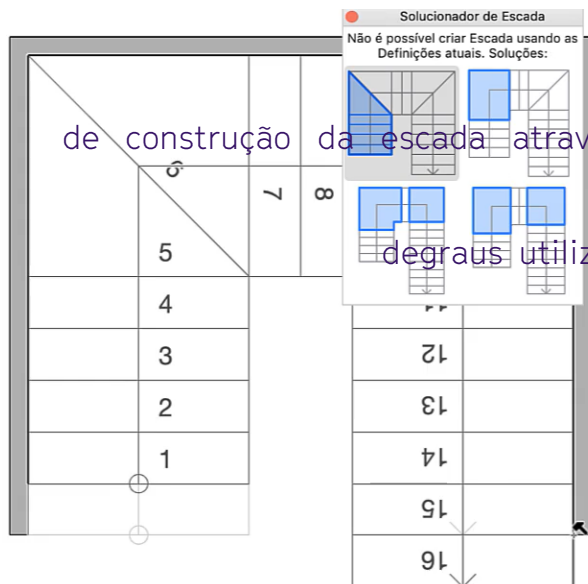 Solucionador de Escada
Não é possível criar Escada usando as
Definições atuais. Soluções:
de construção da escada atrav
degraus utiliz
6
7
8
5
4
3
2
1
11
12
13
14
15
16